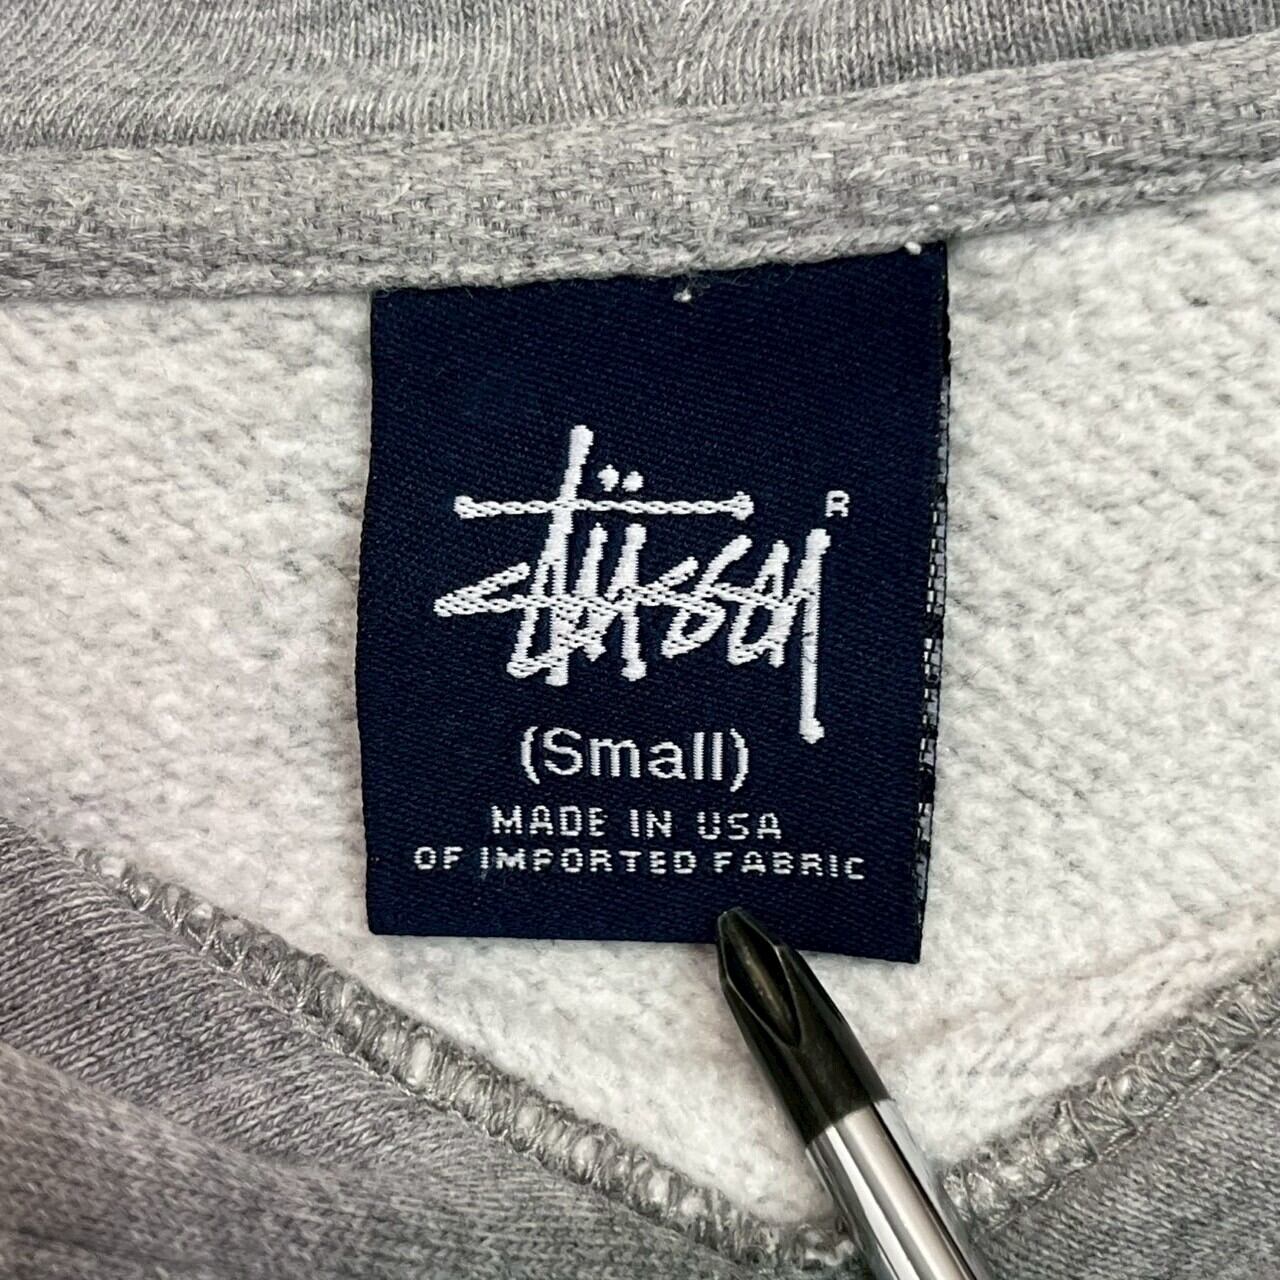 Stüssy
R
(Small)
MADE IN USA
OF IMPORTED FABRIC